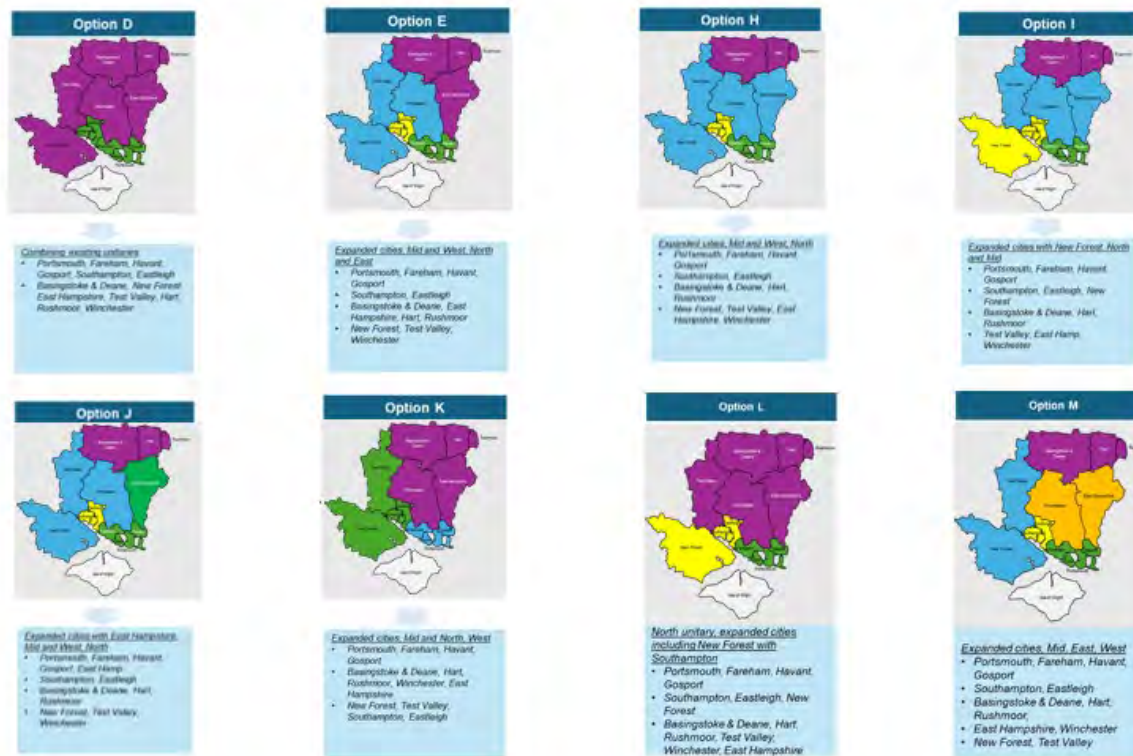 Option D
Option E
Option H
Option I
Combining existing unitaries
• Portsmouth, Fareham, Havant,
Gosport, Southampton, Eastleigh
• Basingstoke & Deane, New Forest
East Hampshire, Test Valley, Hart,
Rushmoor, Winchester
Expanded cities, Mid and West, North
and East
• Portsmouth, Fareham, Havant,
Gosport
• Southampton, Eastleigh
• Basingstoke & Deane, East
Hampshire, Hart, Rushmoor
• New Forest, Test Valley,
Winchester
Expanded cities, Mid and West, North
• Portsmouth, Fareham, Havant,
Gosport
• Southampton, Eastleigh
• Basingstoke & Deane, Hart,
Rushmoor
• New Forest, Test Valley, East
Hampshire, Winchester
Expanded cities with New Forest, North
and Mid
• Portsmouth, Fareham, Havant,
Gosport
• Southampton, Eastleigh, New
Forest
• Basingstoke & Deane, Hart,
Rushmoor
• Test Valley, East Hamp,
Winchester
Option J
Option K
Option L
Option M
Expanded cities with East Hampshire,
Mid and West, North
• Portsmouth, Fareham, Havant,
Gosport, East Hamp
• Southampton, Eastleigh
• Basingstoke & Deane, Hart,
Rushmoor
• New Forest, Test Valley,
Winchester
Expanded cities, Mid and North, West
• Portsmouth, Fareham, Havant,
Gosport
• Basingstoke & Deane, Hart,
Rushmoor, Winchester, East
Hampshire
• New Forest, Test Valley,
Southampton, Eastleigh
North unitary, expanded cities
including New Forest with
Southampton
• Portsmouth, Fareham, Havant,
Gosport
• Southampton, Eastleigh, New
Forest
• Basingstoke & Deane, Hart,
Rushmoor, Test Valley,
Winchester, East Hampshire
Expanded cities, Mid, East, West
• Portsmouth, Fareham, Havant,
Gosport
• Southampton, Eastleigh
• Basingstoke & Deane, Hart,
Rushmoor,
• East Hampshire, Winchester
• New Forest, Test Valley